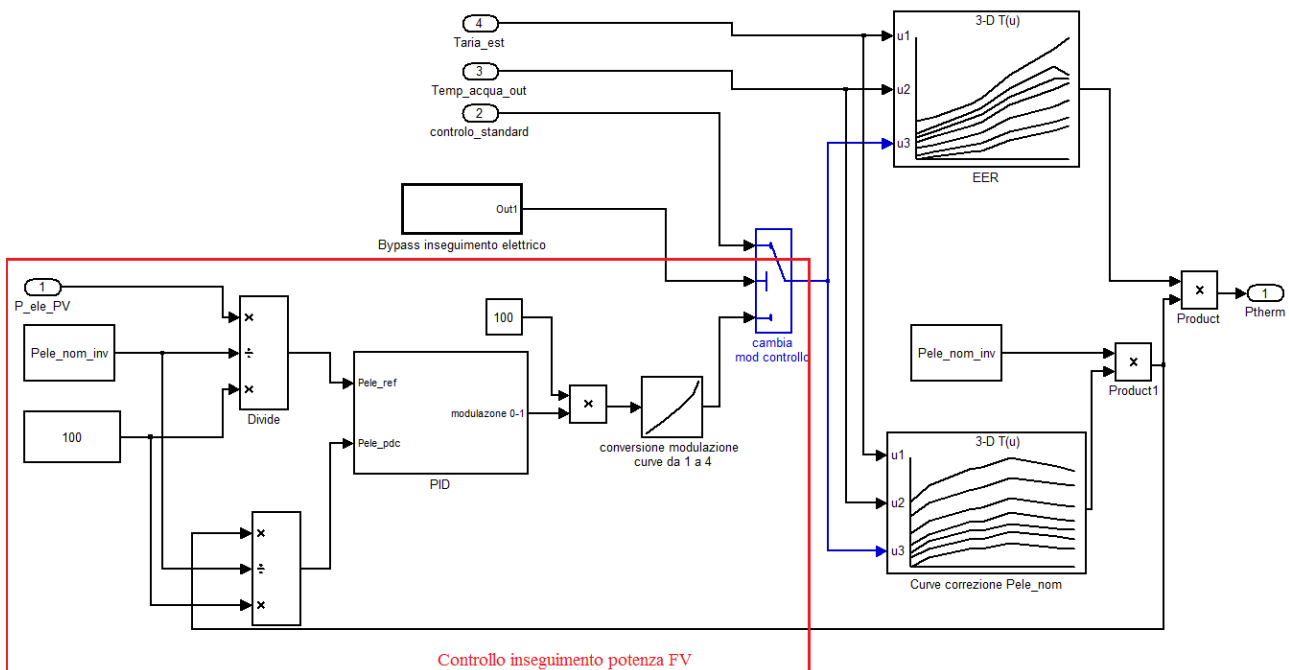 4
Taria_est
3
Temp_acqua_out
2
controlo_standard
3-D T(u)
u1
u2
u3
EER
Out1
Bypass inseguimento elettrico
1
P_ele_PV
×
Pele_nom_inv
÷
100
×
Divide
Pele_ref
modulazone 0-1
Pele_pdc
PID
100
×
conversione modulazione
curve da 1 a 4
cambia
mod controllo
×
Product
1
Ptherm
Pele_nom_inv
×
Product1
3-D T(u)
u1
u2
u3
Curve correzione Pele_nom
×
÷
×
Controllo inseguimento potenza FV